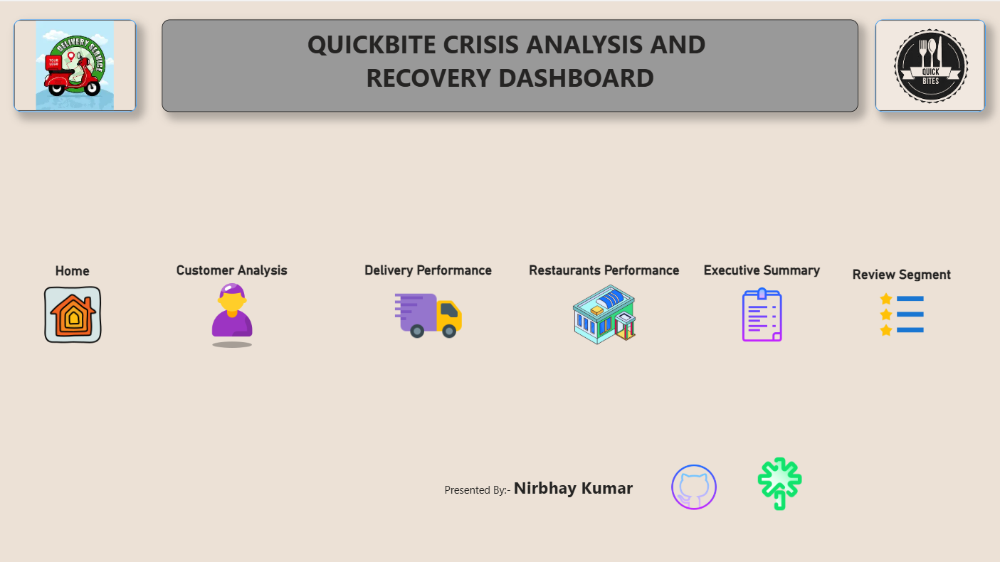 DELIVERY SERVICE
YOUR
LOGO
QUICKBITE CRISIS ANALYSIS AND
RECOVERY DASHBOARD
QUICK
BITES
Home
Customer Analysis
Delivery Performance
Restaurants Performance
Executive Summary
Review Segment
Presented By:- Nirbhay Kumar